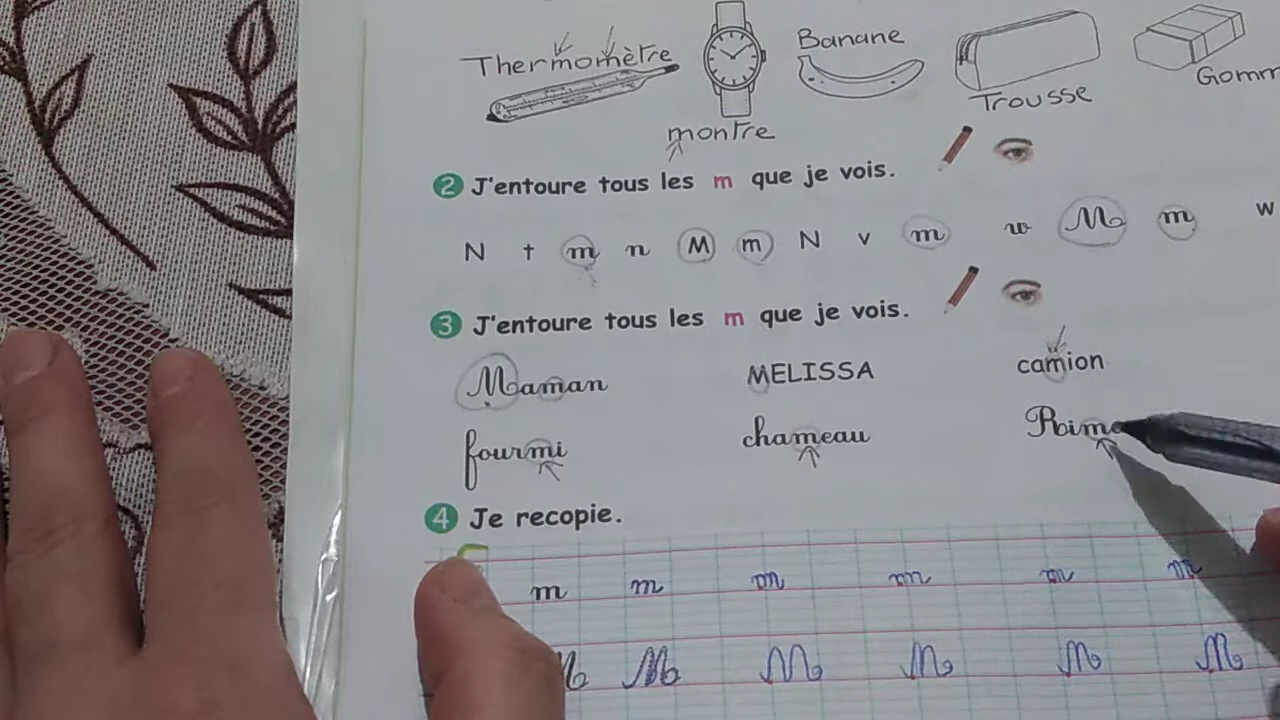 Thermomètre
Banane
Trousse
montre
2 J'entoure tous les m que je vois.
N t m n M m N v m w M m w
3 J'entoure tous les m que je vois.
Maman MELISSA camion
fourmi chameau
4 Je recopie.
m m m m m m
M M M M M M